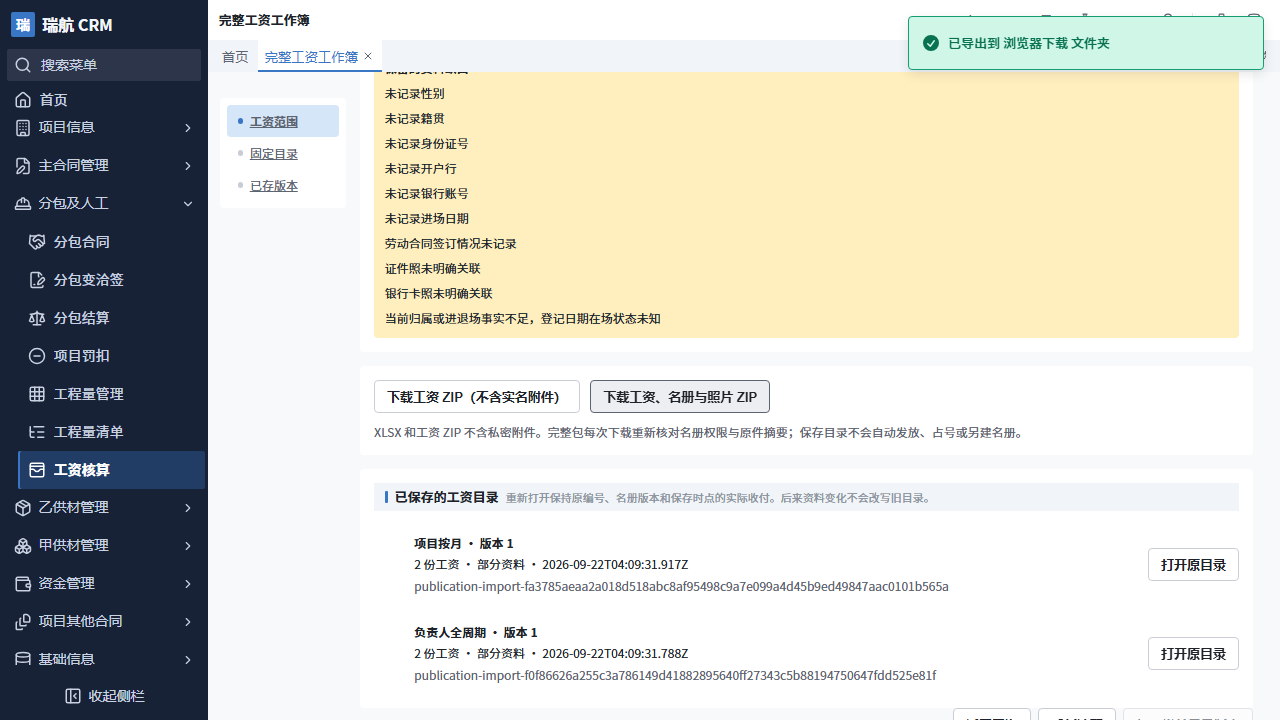 瑞 瑞航 CRM
搜索菜单
首页
项目信息
主合同管理
分包及人工
分包合同
分包变洽签
分包结算
项目罚扣
工程量管理
工程量清单
工资核算
乙供材管理
甲供材管理
资金管理
项目其他合同
基础信息
收起侧栏
完整工资工作簿
首页
完整工资工作簿
已导出到 浏览器下载 文件夹
工资范围
固定目录
已存版本
未记录性别
未记录籍贯
未记录身份证号
未记录开户行
未记录银行账号
未记录进场日期
劳动合同签订情况未记录
证件照未明确关联
银行卡照未明确关联
当前归属或进退场事实不足，登记日期在场状态未知
下载工资 ZIP（不含实名附件）
下载工资、名册与照片 ZIP
XLSX 和工资 ZIP 不含私密附件。完整包每次下载重新核对名册权限与原件摘要；保存目录不会自动发放、占号或另建名册。
已保存的工资目录 重新打开保持原编号、名册版本和保存时点的实际收付。后来资料变化不会改写旧目录。
项目按月 · 版本 1
2 份工资 · 部分资料 · 2026-09-22T04:09:31.917Z
publication-import-fa3785aeaa2a018d518abc8af95498c9a7e099a4d45b9ed49847aac0101b565a
打开原目录
负责人全周期 · 版本 1
2 份工资 · 部分资料 · 2026-09-22T04:09:31.788Z
publication-import-f0f86626a255c3a786149d41882895640ff27343c5b88194750647fdd525e81f
打开原目录